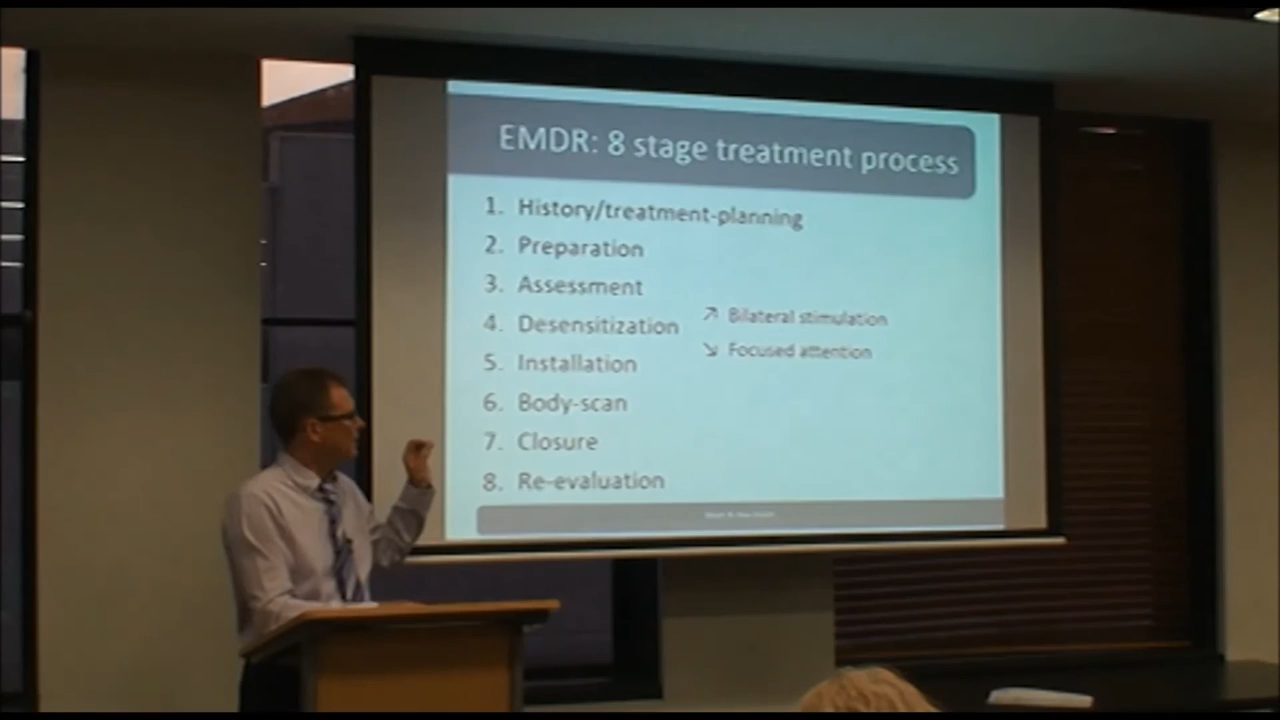 EMDR: 8 stage treatment process
1. History/treatment-planning
2. Preparation
3. Assessment
4. Desensitization
↗ Bilateral stimulation
↘ Focused attention
5. Installation
6. Body-scan
7. Closure
8. Re-evaluation